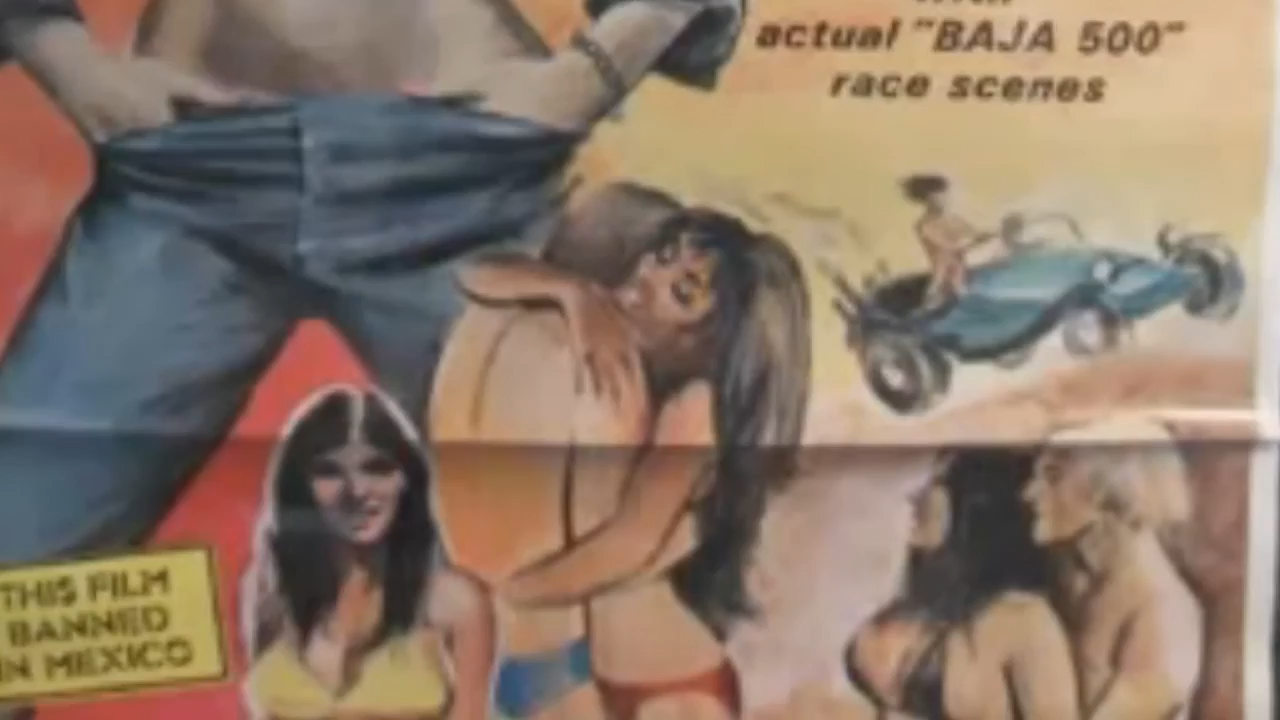 actual "BAJA 500"
race scenes
THIS FILM
BANNED
IN MEXICO